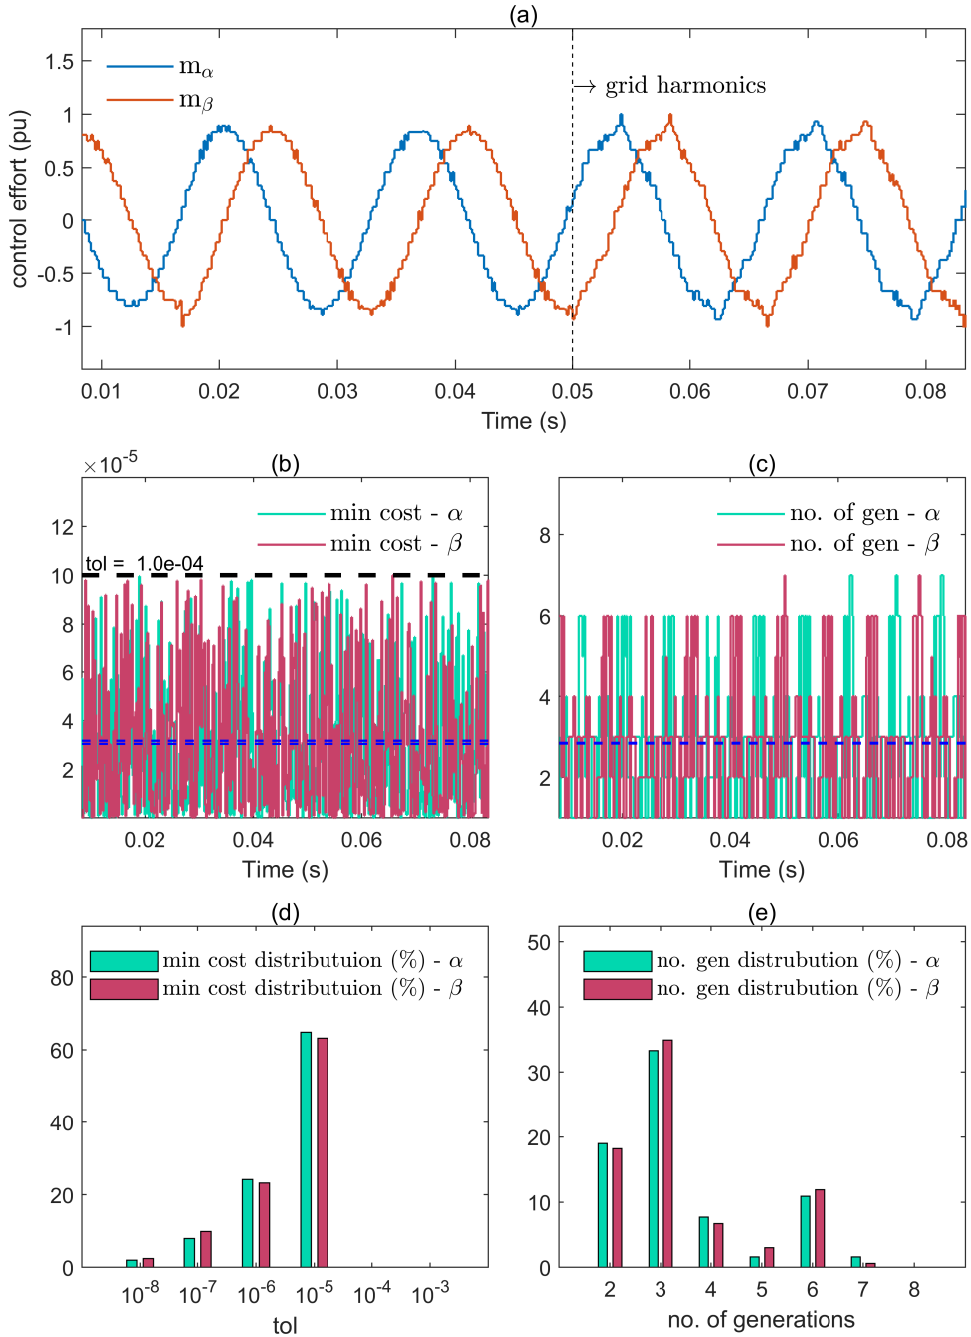 (a)
1.5
1
0.5
0
-0.5
-1
control effort (pu)
mα
mβ
→ grid harmonics
0.01 0.02 0.03 0.04 0.05 0.06 0.07 0.08
Time (s)
(b)
×10-5
12
10
8
6
4
2
min cost - α
min cost - β
tol = 1.0e-04
0.02 0.04 0.06 0.08
Time (s)
(c)
8
6
4
2
no. of gen - α
no. of gen - β
0.02 0.04 0.06 0.08
Time (s)
(d)
80
60
40
20
0
min cost distributuion (%) - α
min cost distributuion (%) - β
10-8 10-7 10-6 10-5 10-4 10-3
tol
(e)
50
40
30
20
10
0
no. gen distrubution (%) - α
no. gen distrubution (%) - β
2 3 4 5 6 7 8
no. of generations